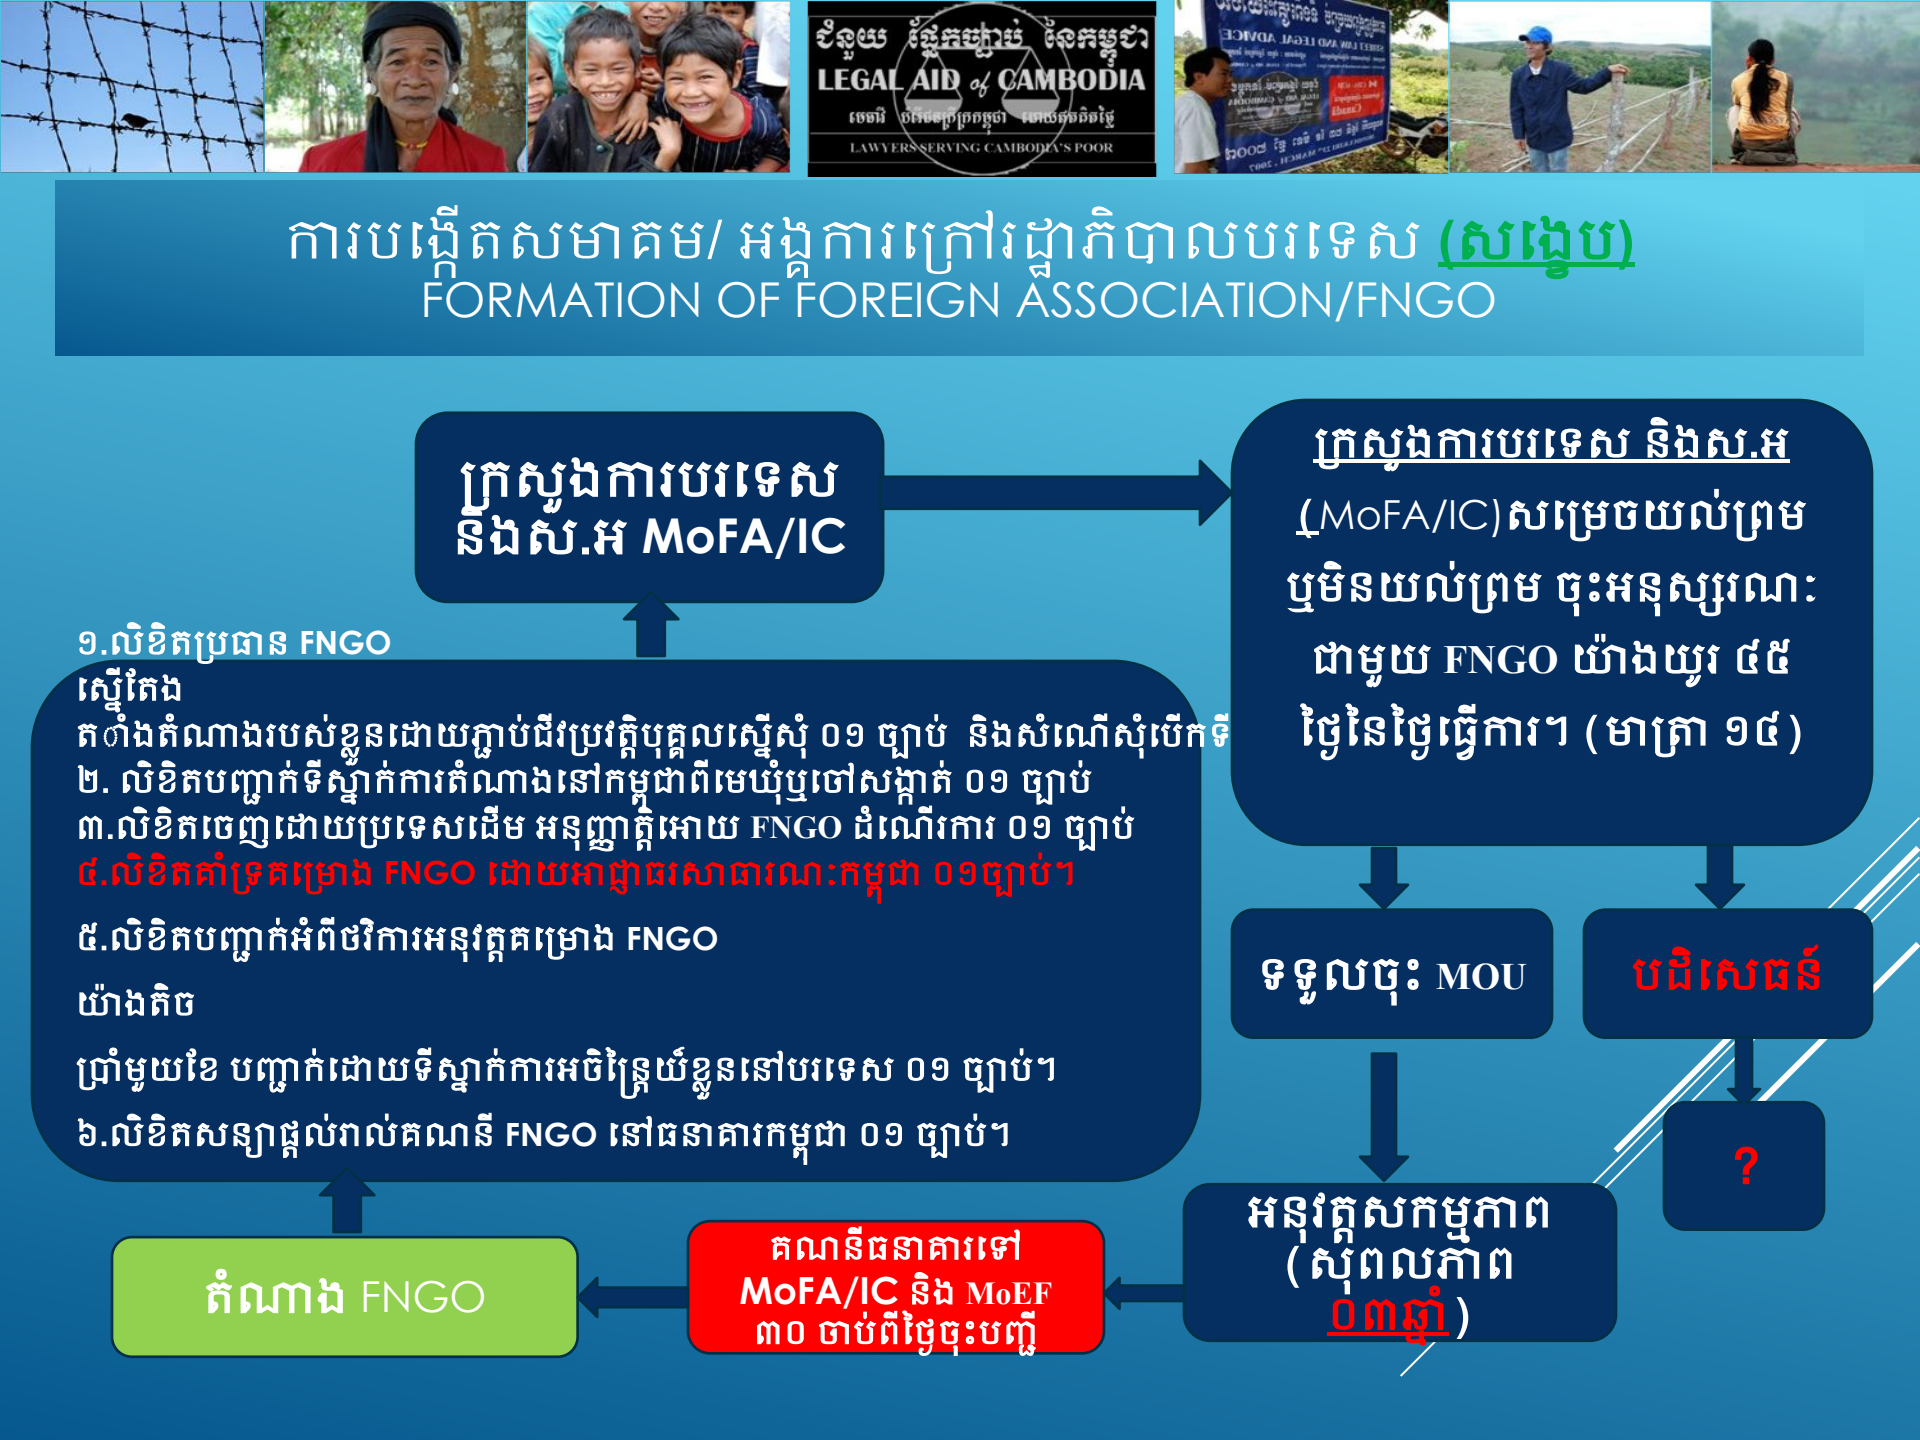 ជំនួយ ផ្នែកច្បាប់ នៃកម្ពុជា
LEGAL AID of CAMBODIA
LAWYERS SERVING CAMBODIA'S POOR
STREET LAW AND LEGAL ADVICE
ការបង្កើតសមាគម/ អង្គការក្រៅរដ្ឋាភិបាលបរទេស (សង្ខេប)
FORMATION OF FOREIGN ASSOCIATION/FNGO
ក្រសួងការបរទេស
និងស.អ MoFA/IC
ក្រសួងការបរទេស និងស.អ
(MoFA/IC)សម្រេចយល់ព្រម
ឬមិនយល់ព្រម ចុះអនុស្សរណៈ
ជាមួយ FNGO យ៉ាងយូរ ៤៥
ថ្ងៃនៃថ្ងៃធ្វើការ។ (មាត្រា ១៤)
១.លិខិតប្រធាន FNGO
ស្នើតែង
តាំងតំណាងរបស់ខ្លួនដោយភ្ជាប់ជីវប្រវត្តិបុគ្គលស្នើសុំ ០១ ច្បាប់ និងសំណើសុំបើកទី
២. លិខិតបញ្ជាក់ទីស្នាក់ការតំណាងនៅកម្ពុជាពីមេឃុំឬចៅសង្កាត់ ០១ ច្បាប់
៣.លិខិតចេញដោយប្រទេសដើម អនុញ្ញាត្តិអោយ FNGO ដំណើរការ ០១ ច្បាប់
៤.លិខិតគាំទ្រគម្រោង FNGO ដោយអាជ្ញាធរសាធារណៈកម្ពុជា ០១ច្បាប់។
៥.លិខិតបញ្ជាក់អំពីថវិការអនុវត្តគម្រោង FNGO
យ៉ាងតិច
ប្រាំមួយខែ បញ្ជាក់ដោយទីស្នាក់ការអចិន្ត្រៃយ៍ខ្លួននៅបរទេស ០១ ច្បាប់។
៦.លិខិតសន្យាផ្តល់រាល់គណនី FNGO នៅធនាគារកម្ពុជា ០១ ច្បាប់។
ទទួលចុះ MOU
បដិសេធន៍
?
អនុវត្តសកម្មភាព
(សុពលភាព
០៣ឆ្នាំ)
គណនីធនាគារទៅ
MoFA/IC និង MoEF
៣០ ចាប់ពីថ្ងៃចុះបញ្ជី
តំណាង FNGO